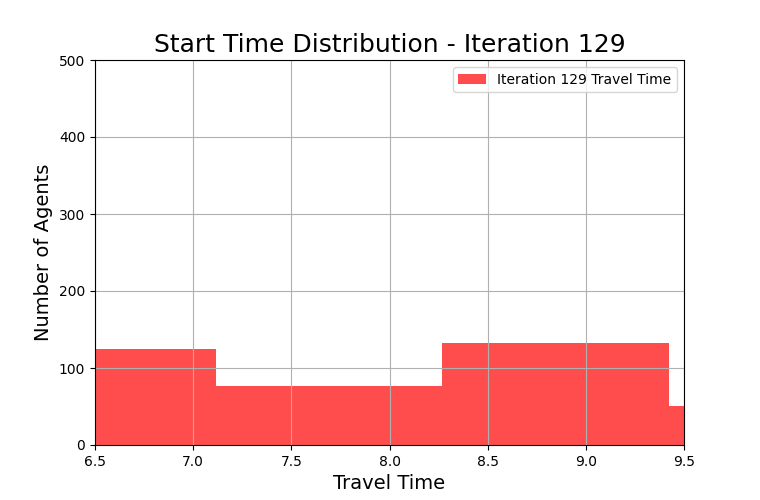 Start Time Distribution - Iteration 129
Iteration 129 Travel Time
Number of Agents
500
400
300
200
100
0
6.5 7.0 7.5 8.0 8.5 9.0 9.5
Travel Time